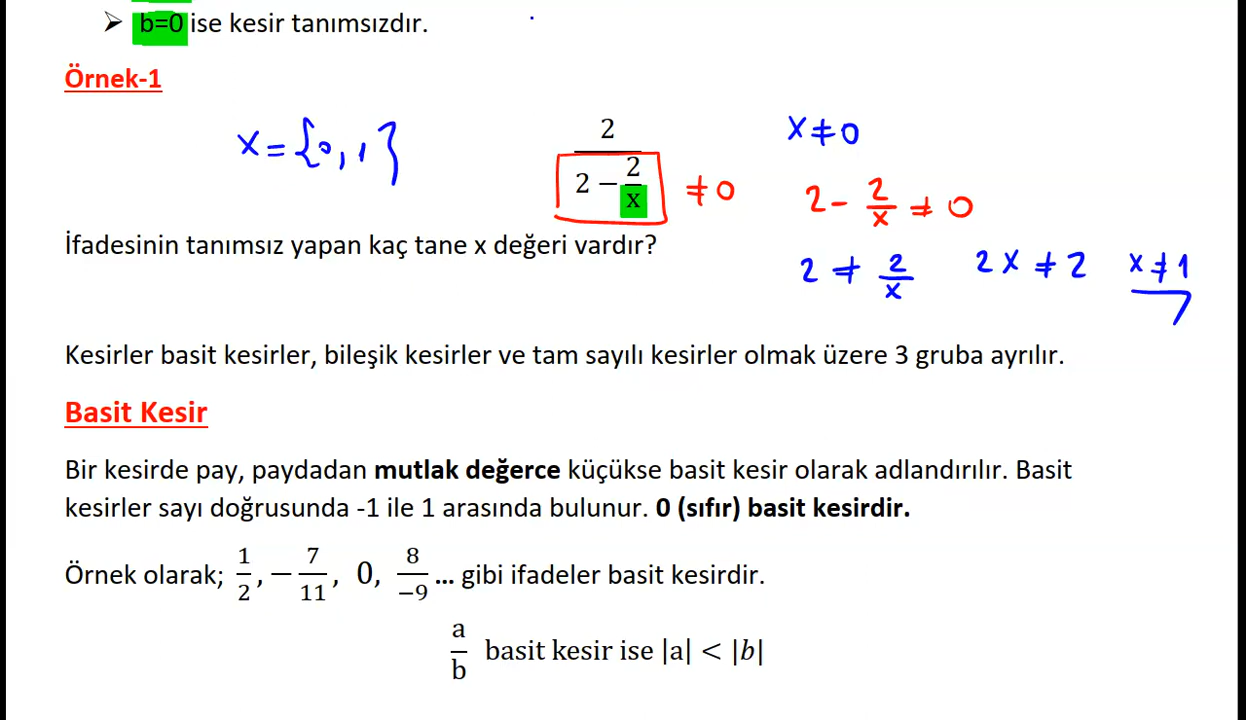 ➢ b=0 ise kesir tanımsızdır.
Örnek-1
x = {0, 1}
2
2 − 2/x
≠ 0
x ≠ 0
2 - 2/x ≠ 0
İfadesinin tanımsız yapan kaç tane x değeri vardır?
2 ≠ 2/x 2x ≠ 2 x ≠ 1
Kesirler basit kesirler, bileşik kesirler ve tam sayılı kesirler olmak üzere 3 gruba ayrılır.
Basit Kesir
Bir kesirde pay, paydadan mutlak değerce küçükse basit kesir olarak adlandırılır. Basit
kesirler sayı doğrusunda -1 ile 1 arasında bulunur. 0 (sıfır) basit kesirdir.
Örnek olarak; 1/2, −7/11, 0, 8/−9 ... gibi ifadeler basit kesirdir.
a/b basit kesir ise |a| < |b|